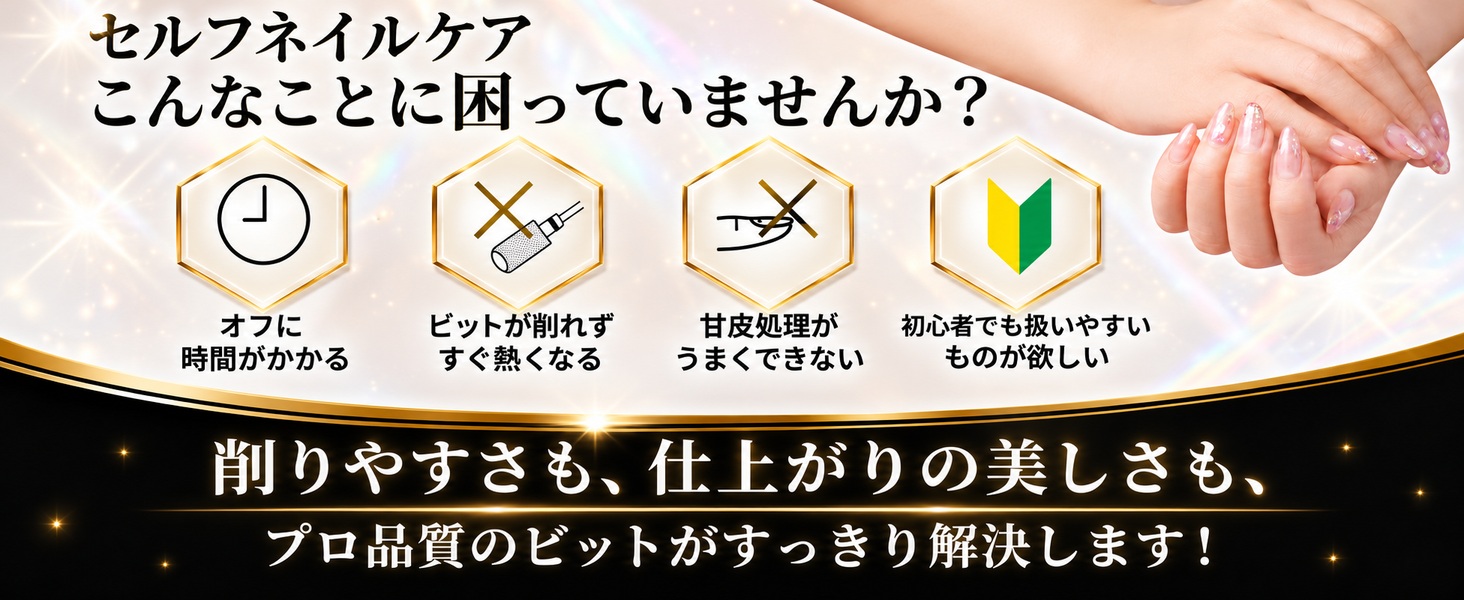 セルフネイルケア
こんなことに困っていませんか？
オフに
時間がかかる
ビットが削れず
すぐ熱くなる
甘皮処理が
うまくできない
初心者でも扱いやすい
ものが欲しい
削りやすさも、仕上がりの美しさも、
プロ品質のビットがすっきり解決します！